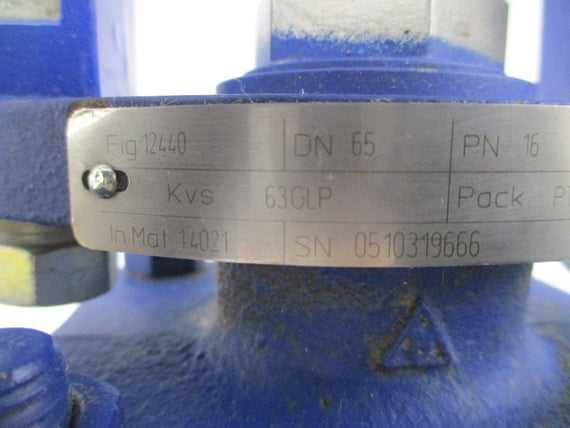 Fig 12440 DN 65 PN 16
Kvs 63GLP Pack
In.Mat 1.4021 SN 0510319666